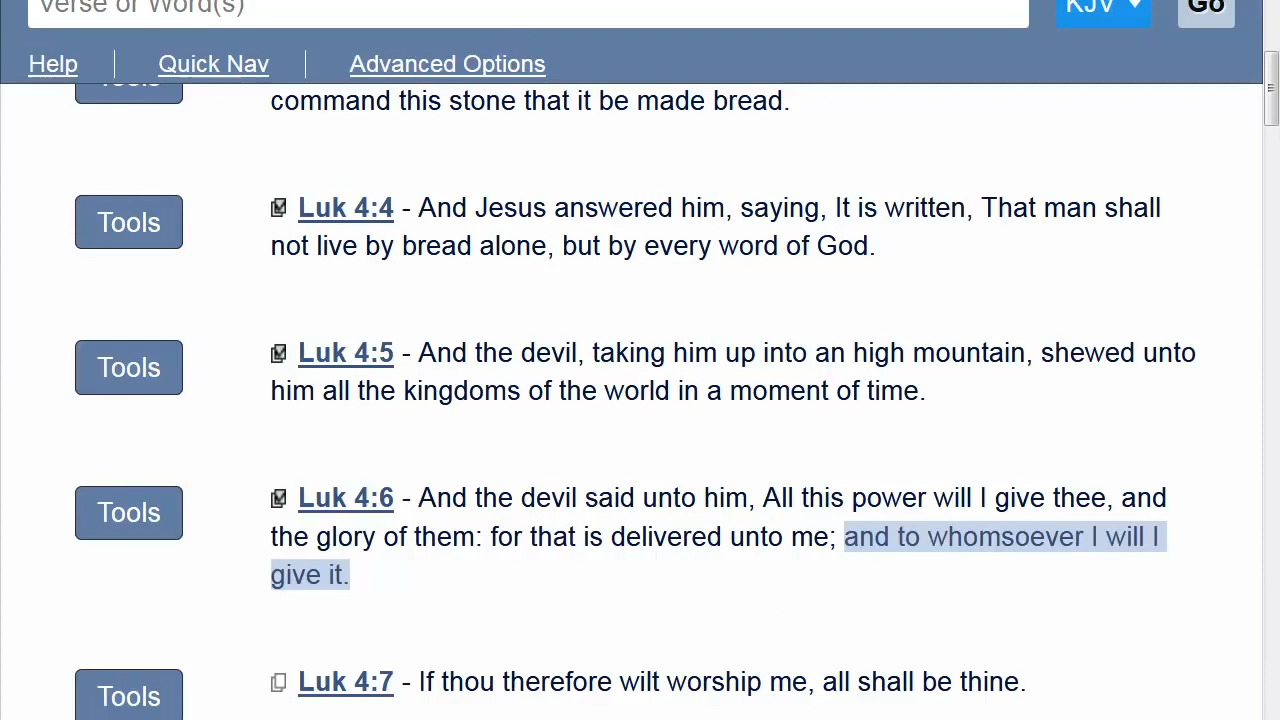 Verse or Word(s)
KJV
Go
Help
Quick Nav
Advanced Options
Tools
command this stone that it be made bread.
Tools
Luk 4:4 - And Jesus answered him, saying, It is written, That man shall
not live by bread alone, but by every word of God.
Tools
Luk 4:5 - And the devil, taking him up into an high mountain, shewed unto
him all the kingdoms of the world in a moment of time.
Tools
Luk 4:6 - And the devil said unto him, All this power will I give thee, and
the glory of them: for that is delivered unto me; and to whomsoever I will I
give it.
Tools
Luk 4:7 - If thou therefore wilt worship me, all shall be thine.